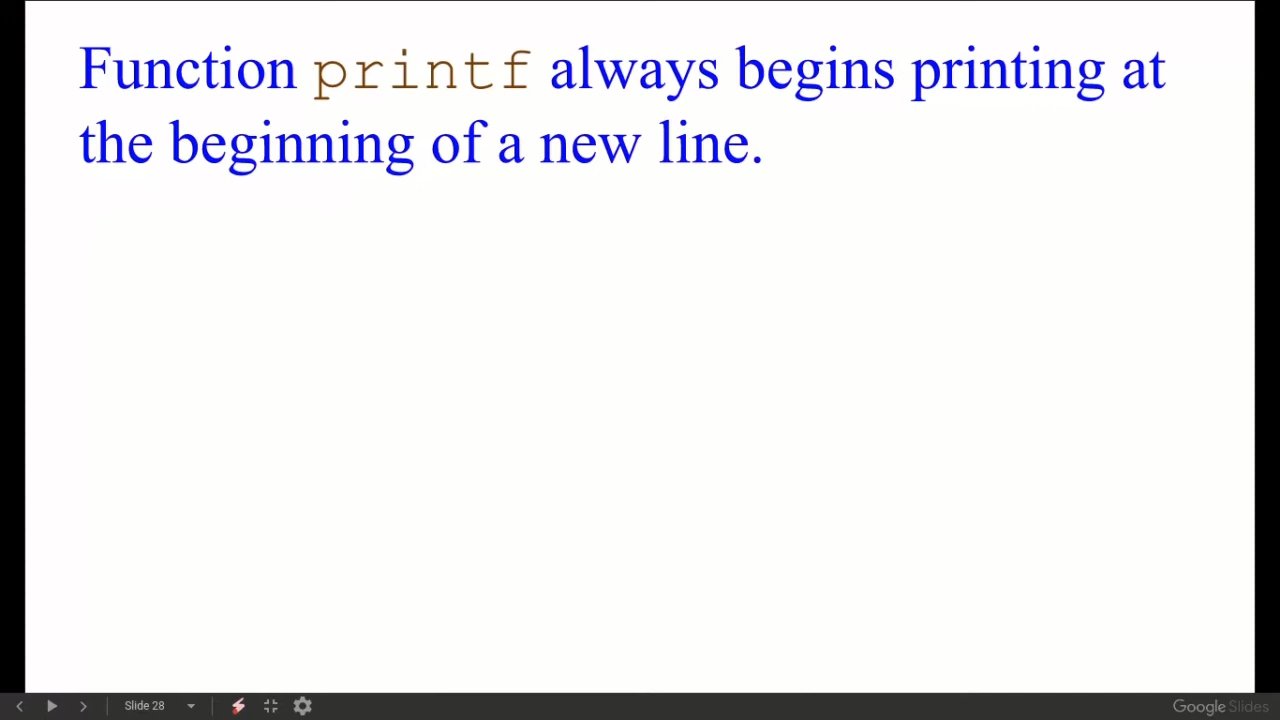 Function printf always begins printing at
the beginning of a new line.
Slide 28
Google Slides